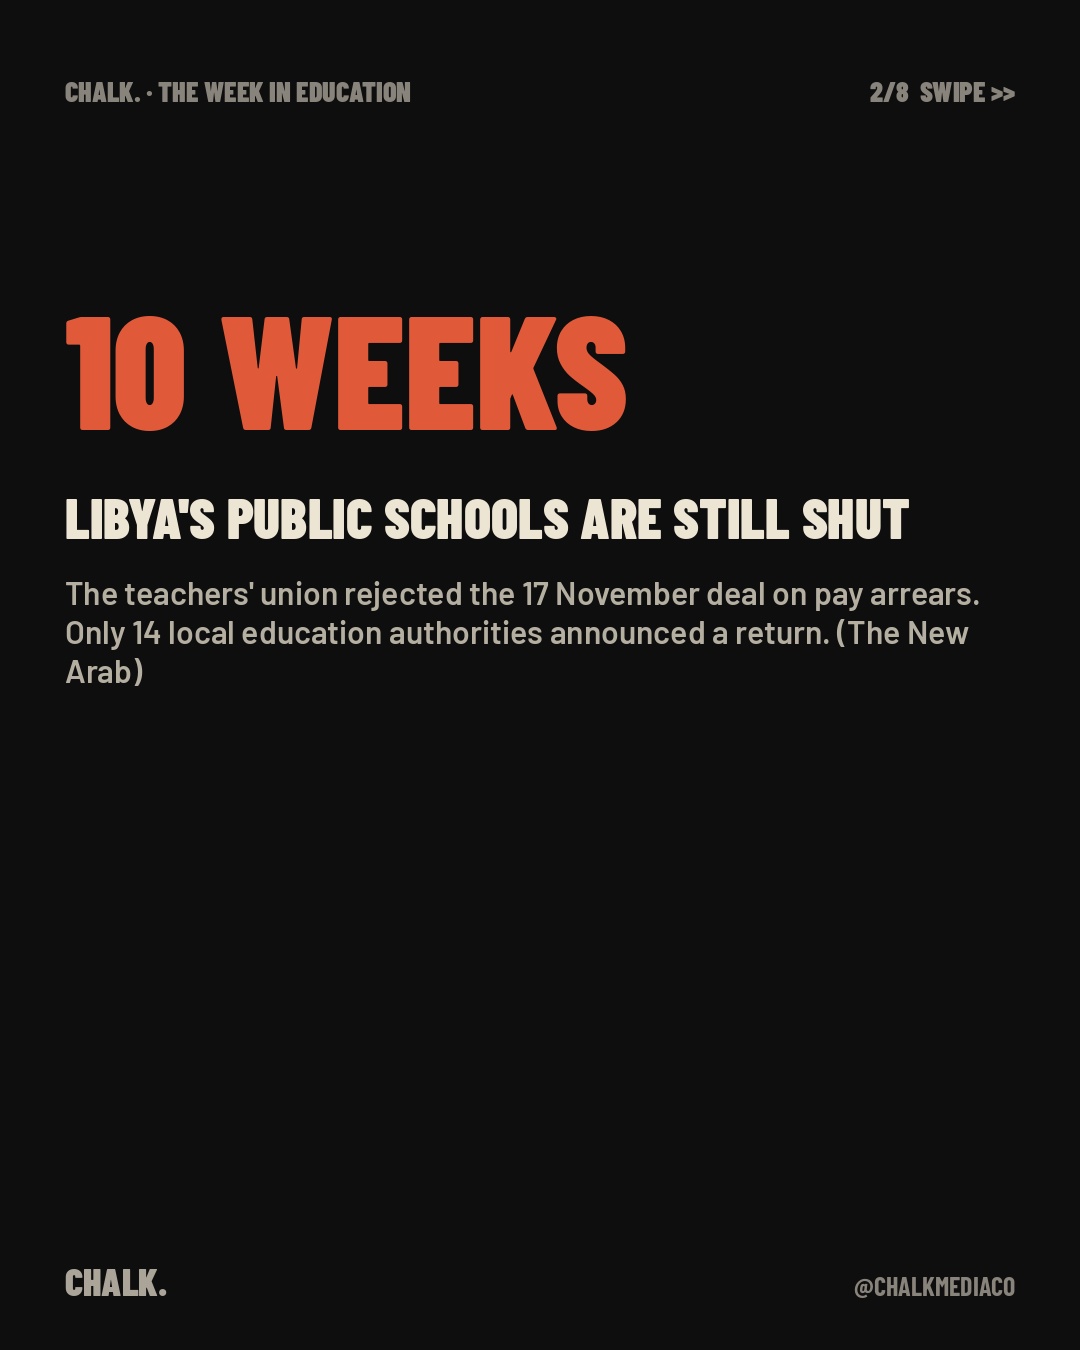 CHALK. · THE WEEK IN EDUCATION
2/8 SWIPE >>
10 WEEKS
LIBYA'S PUBLIC SCHOOLS ARE STILL SHUT
The teachers' union rejected the 17 November deal on pay arrears.
Only 14 local education authorities announced a return. (The New
Arab)
CHALK.
@CHALKMEDIACO